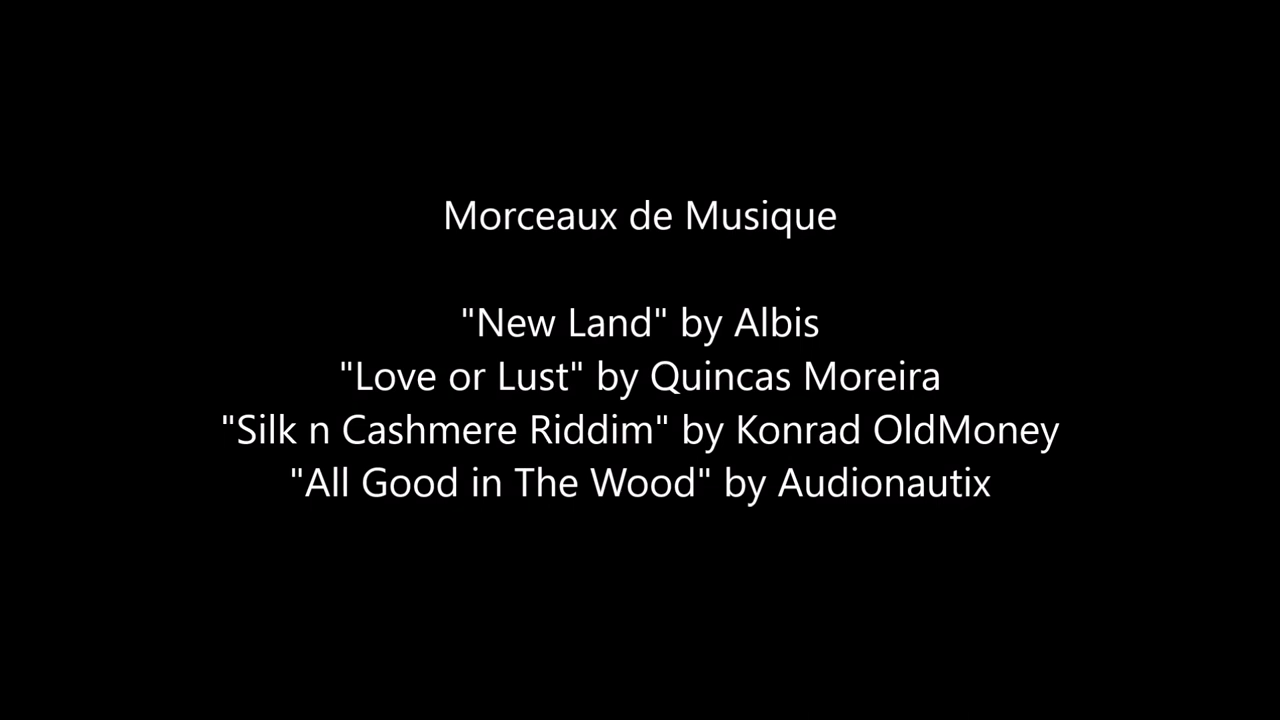 Morceaux de Musique
"New Land" by Albis
"Love or Lust" by Quincas Moreira
"Silk n Cashmere Riddim" by Konrad OldMoney
"All Good in The Wood" by Audionautix